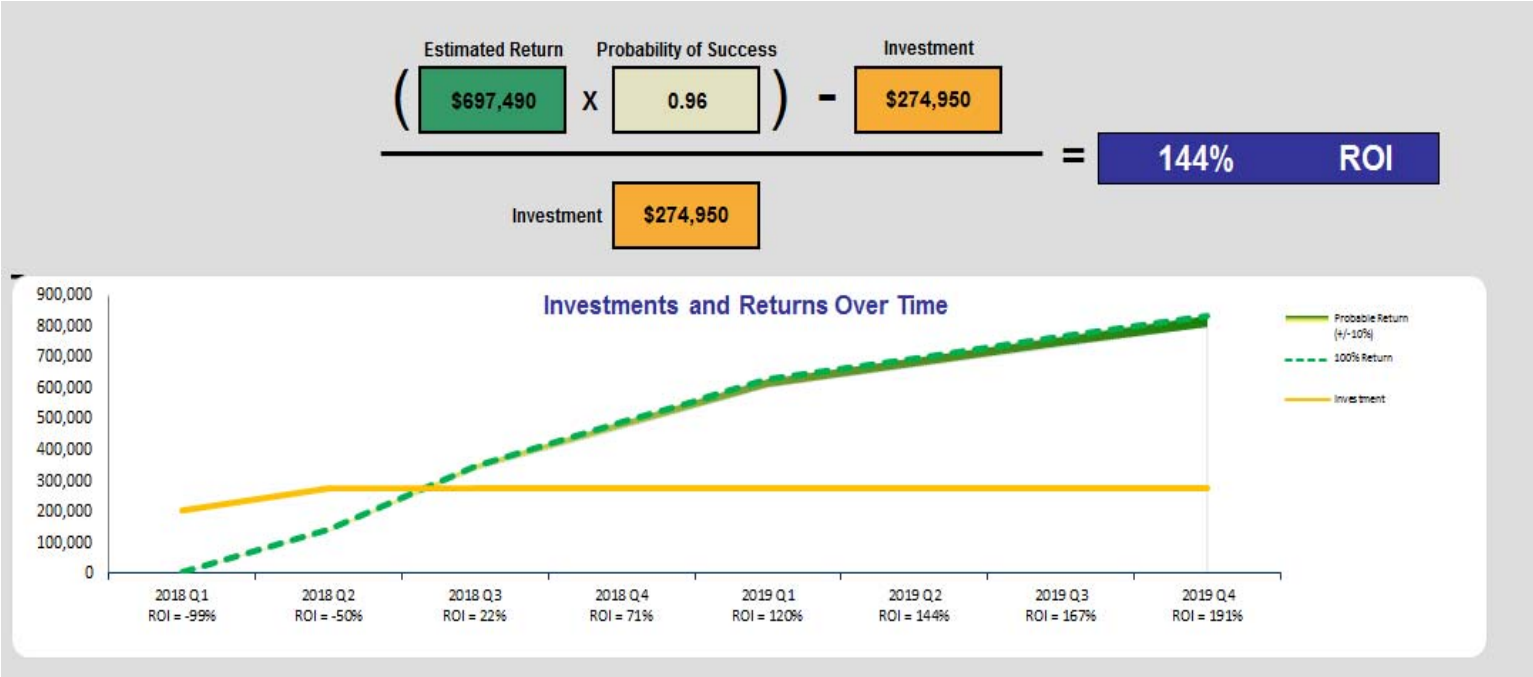 Estimated Return Probability of Success Investment
( $697,490 X 0.96 ) - $274,950
= 144% ROI
Investment $274,950
Investments and Returns Over Time
900,000
800,000
700,000
600,000
500,000
400,000
300,000
200,000
100,000
0
Probable Return
(+/-10%)
100% Return
Investment
2018 Q1 2018 Q2 2018 Q3 2018 Q4 2019 Q1 2019 Q2 2019 Q3 2019 Q4
ROI = -99% ROI = -50% ROI = 22% ROI = 71% ROI = 120% ROI = 144% ROI = 167% ROI = 191%